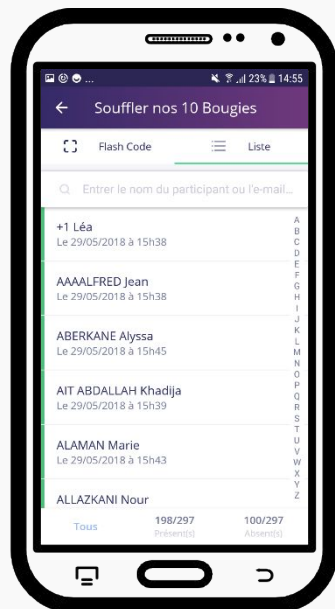 ... 23% 14:55
Souffler nos 10 Bougies
Flash Code Liste
Entrer le nom du participant ou l'e-mail...
+1 Léa
Le 29/05/2018 à 15h38
AAAALFRED Jean
Le 29/05/2018 à 15h38
ABERKANE Alyssa
Le 29/05/2018 à 15h45
AIT ABDALLAH Khadija
Le 29/05/2018 à 15h39
ALAMAN Marie
Le 29/05/2018 à 15h43
ALLAZKANI Nour
A
B
C
D
E
F
G
H
I
J
K
L
M
N
O
P
Q
R
S
T
U
V
W
X
Y
Z
Tous 198/297 100/297
Présent(s) Absent(s)